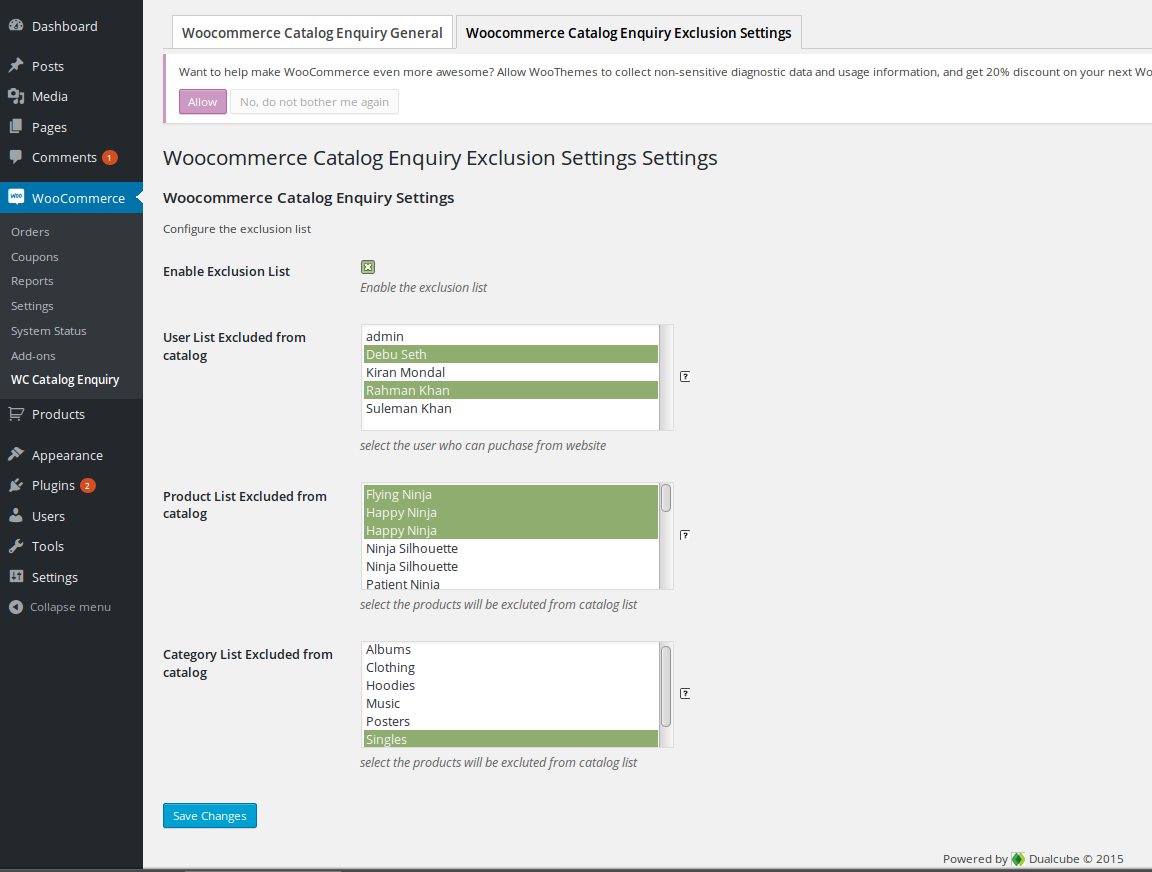 Dashboard
Posts
Media
Pages
Comments 1
WooCommerce
Orders
Coupons
Reports
Settings
System Status
Add-ons
WC Catalog Enquiry
Products
Appearance
Plugins 2
Users
Tools
Settings
Collapse menu
Woocommerce Catalog Enquiry General
Woocommerce Catalog Enquiry Exclusion Settings
Want to help make WooCommerce even more awesome? Allow WooThemes to collect non-sensitive diagnostic data and usage information, and get 20% discount on your next Wo
Allow
No, do not bother me again
Woocommerce Catalog Enquiry Exclusion Settings Settings
Woocommerce Catalog Enquiry Settings
Configure the exclusion list
Enable Exclusion List
Enable the exclusion list
User List Excluded from
catalog
admin
Debu Seth
Kiran Mondal
Rahman Khan
Suleman Khan
?
select the user who can puchase from website
Product List Excluded from
catalog
Flying Ninja
Happy Ninja
Happy Ninja
Ninja Silhouette
Ninja Silhouette
Patient Ninja
?
select the products will be excluted from catalog list
Category List Excluded from
catalog
Albums
Clothing
Hoodies
Music
Posters
Singles
?
select the products will be excluted from catalog list
Save Changes
Powered by Dualcube © 2015